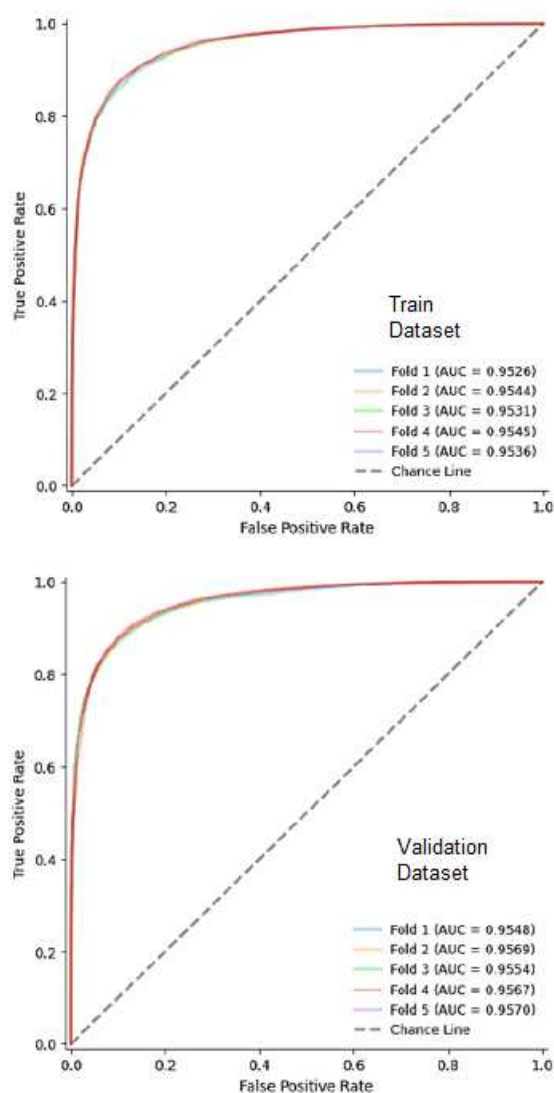 1.0
0.8
0.6
0.4
0.2
0.0
True Positive Rate
Train
Dataset
Fold 1 (AUC = 0.9526)
Fold 2 (AUC = 0.9544)
Fold 3 (AUC = 0.9531)
Fold 4 (AUC = 0.9545)
Fold 5 (AUC = 0.9536)
Chance Line
0.0 0.2 0.4 0.6 0.8 1.0
False Positive Rate
1.0
0.8
0.6
0.4
0.2
0.0
True Positive Rate
Validation
Dataset
Fold 1 (AUC = 0.9548)
Fold 2 (AUC = 0.9569)
Fold 3 (AUC = 0.9554)
Fold 4 (AUC = 0.9567)
Fold 5 (AUC = 0.9570)
Chance Line
0.0 0.2 0.4 0.6 0.8 1.0
False Positive Rate